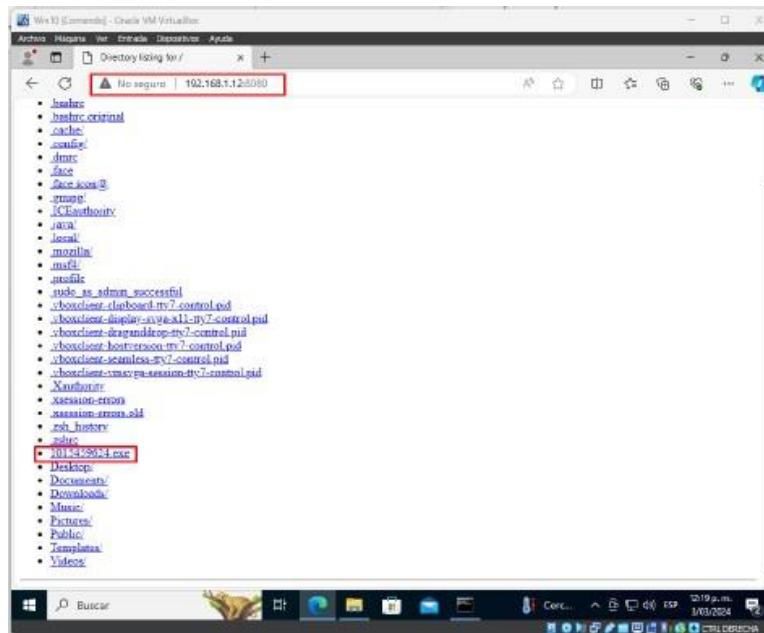 Win10 [Corriendo] - Oracle VM VirtualBox
Archivo Máquina Ver Entrada Dispositivos Ayuda
Directory listing for /
No seguro | 192.168.1.12:8080
.bashrc
.bashrc.original
.cache/
.config/
.dmrc
.face
.face.icon@
.gnupg/
.ICEauthority
.java/
.local/
.mozilla/
.msf4/
.profile
.sudo_as_admin_successful
.vboxclient-clipboard-tty7-control.pid
.vboxclient-display-svga-x11-tty7-control.pid
.vboxclient-draganddrop-tty7-control.pid
.vboxclient-hostversion-tty7-control.pid
.vboxclient-seamless-tty7-control.pid
.vboxclient-vmsvga-session-tty7-control.pid
.Xauthority
.xsession-errors
.xsession-errors.old
.zsh_history
.zshrc
Desktop/
Documents/
Downloads/
Music/
Pictures/
Public/
Templates/
Videos/
Buscar
Cerc...
ESP
12:19 p. m.
3/03/2024
CTRL DERECHA